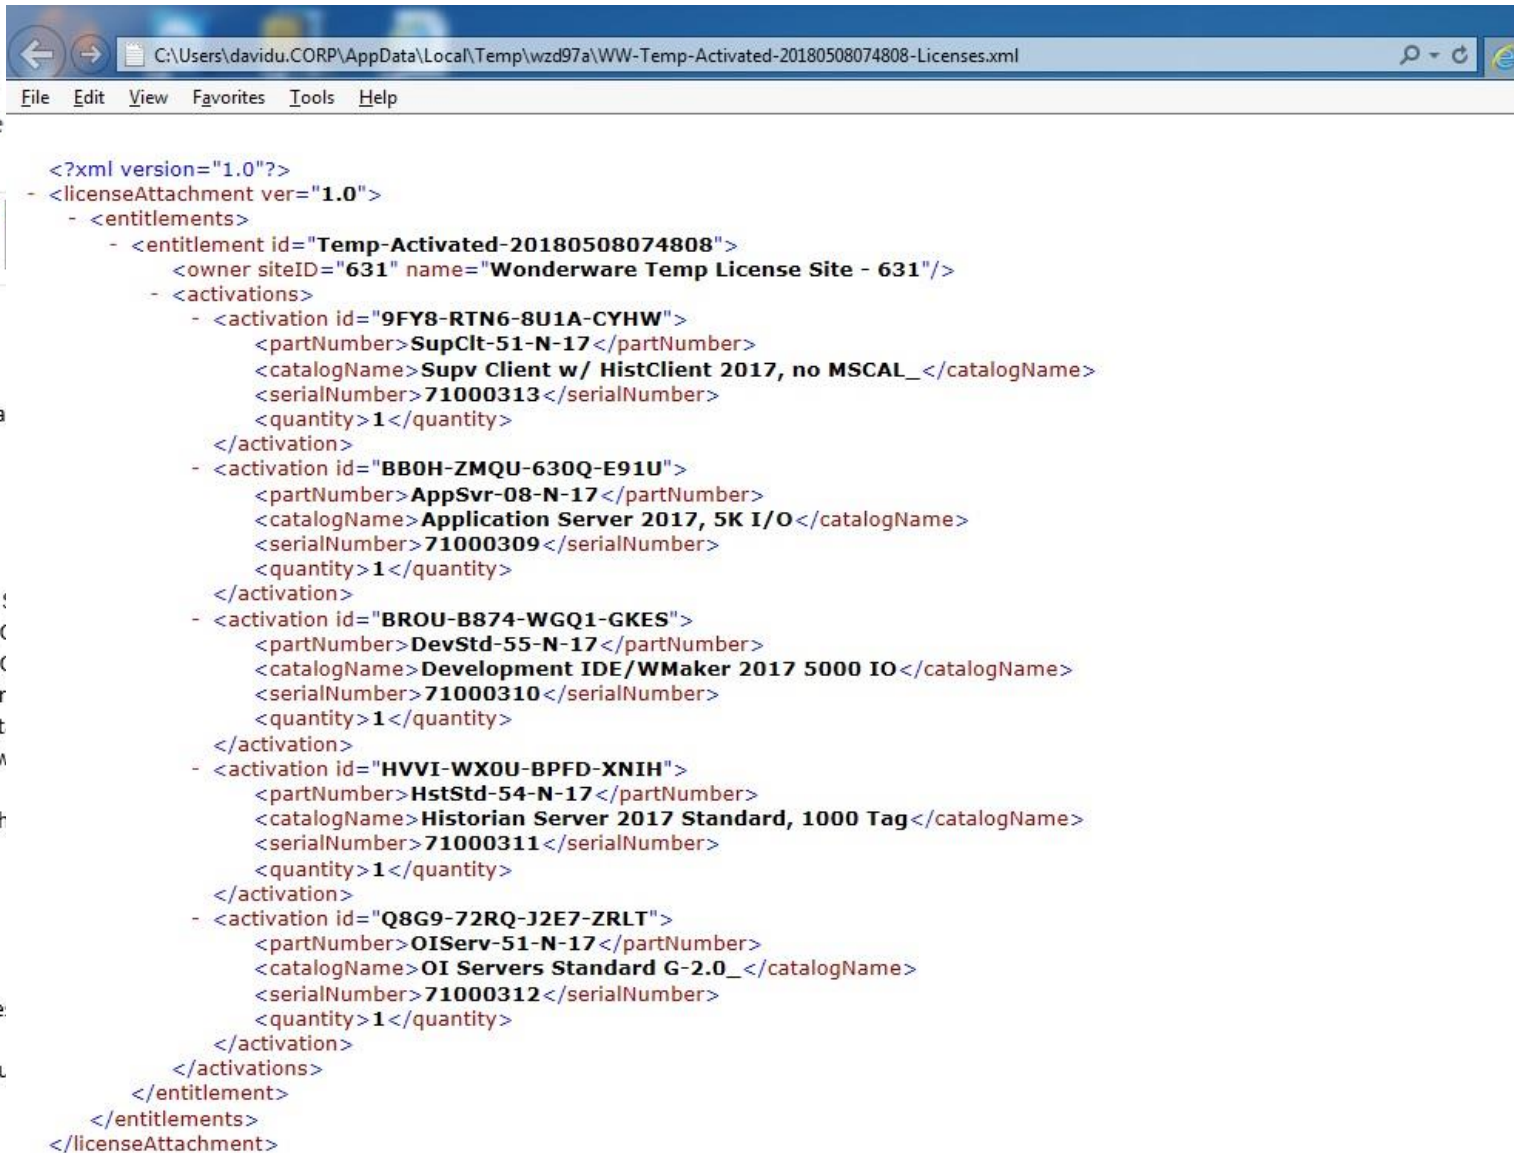 C:\Users\davidu.CORP\AppData\Local\Temp\wzd97a\WW-Temp-Activated-20180508074808-Licenses.xml
File Edit View Favorites Tools Help
<?xml version="1.0"?>
- <licenseAttachment ver="1.0">
- <entitlements>
- <entitlement id="Temp-Activated-20180508074808">
<owner siteID="631" name="Wonderware Temp License Site - 631"/>
- <activations>
- <activation id="9FY8-RTN6-8U1A-CYHW">
<partNumber>SupClt-51-N-17</partNumber>
<catalogName>Supv Client w/ HistClient 2017, no MSCAL_</catalogName>
<serialNumber>71000313</serialNumber>
<quantity>1</quantity>
</activation>
- <activation id="BB0H-ZMQU-630Q-E91U">
<partNumber>AppSvr-08-N-17</partNumber>
<catalogName>Application Server 2017, 5K I/O</catalogName>
<serialNumber>71000309</serialNumber>
<quantity>1</quantity>
</activation>
- <activation id="BROU-B874-WGQ1-GKES">
<partNumber>DevStd-55-N-17</partNumber>
<catalogName>Development IDE/WMaker 2017 5000 IO</catalogName>
<serialNumber>71000310</serialNumber>
<quantity>1</quantity>
</activation>
- <activation id="HVVI-WX0U-BPFD-XNIH">
<partNumber>HstStd-54-N-17</partNumber>
<catalogName>Historian Server 2017 Standard, 1000 Tag</catalogName>
<serialNumber>71000311</serialNumber>
<quantity>1</quantity>
</activation>
- <activation id="Q8G9-72RQ-J2E7-ZRLT">
<partNumber>OIServ-51-N-17</partNumber>
<catalogName>OI Servers Standard G-2.0_</catalogName>
<serialNumber>71000312</serialNumber>
<quantity>1</quantity>
</activation>
</activations>
</entitlement>
</entitlements>
</licenseAttachment>